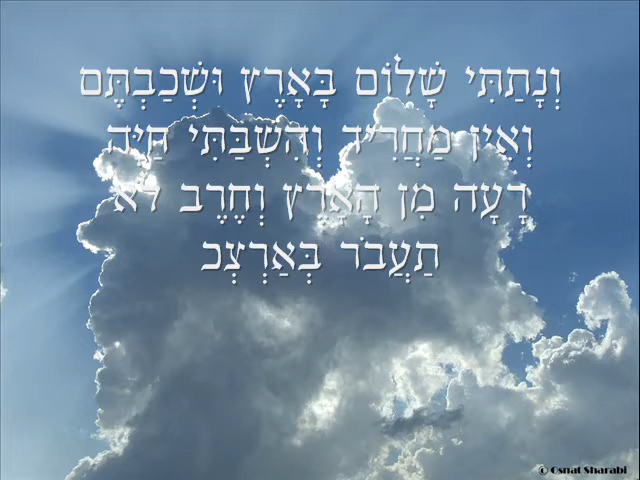 וְנָתַתִּי שָׁלוֹם בָּאָרֶץ וּשְׁכַבְתֶּם
וְאֵין מַחֲרִיד וְהִשְׁבַּתִּי חַיָּה
רָעָה מִן הָאָרֶץ וְחֶרֶב לֹא
תַעֲבֹר בְּאַרְצְכ
© Osnat Sharabi